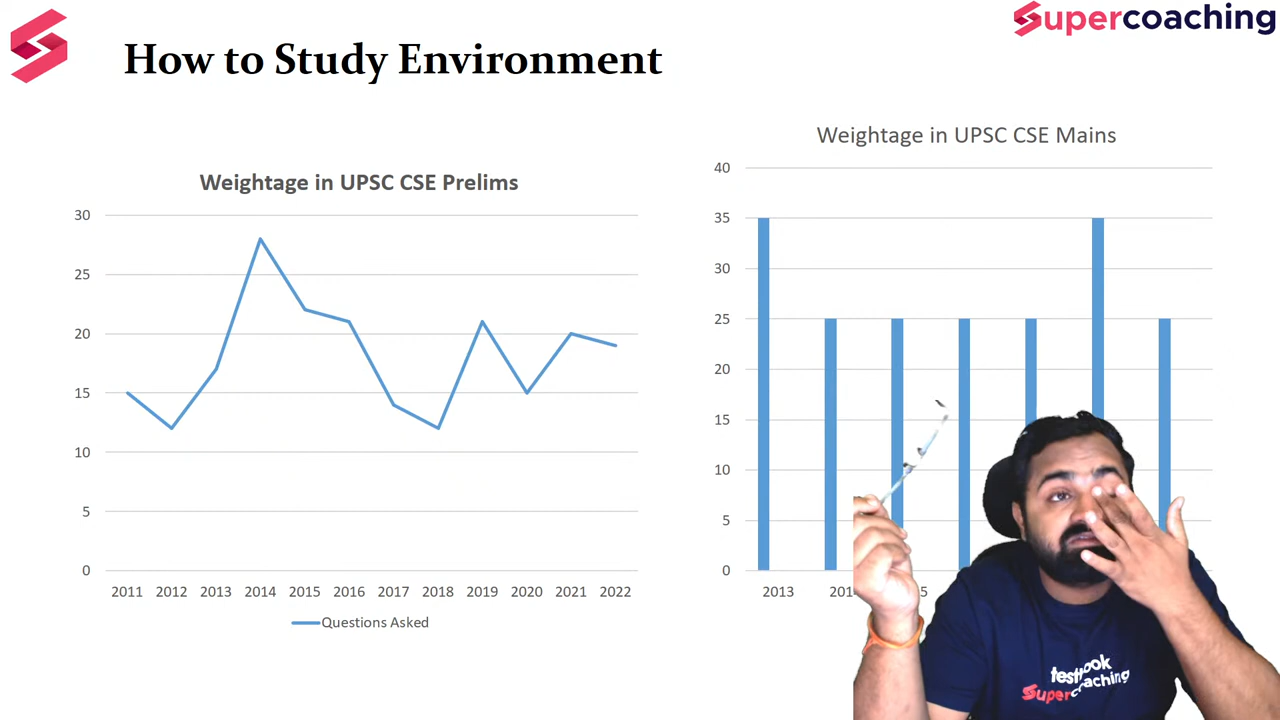 Supercoaching
How to Study Environment
Weightage in UPSC CSE Prelims
30
25
20
15
10
5
0
2011 2012 2013 2014 2015 2016 2017 2018 2019 2020 2021 2022
Questions Asked
Weightage in UPSC CSE Mains
40
35
30
25
20
15
10
5
0
2013
testbook
Supercoaching